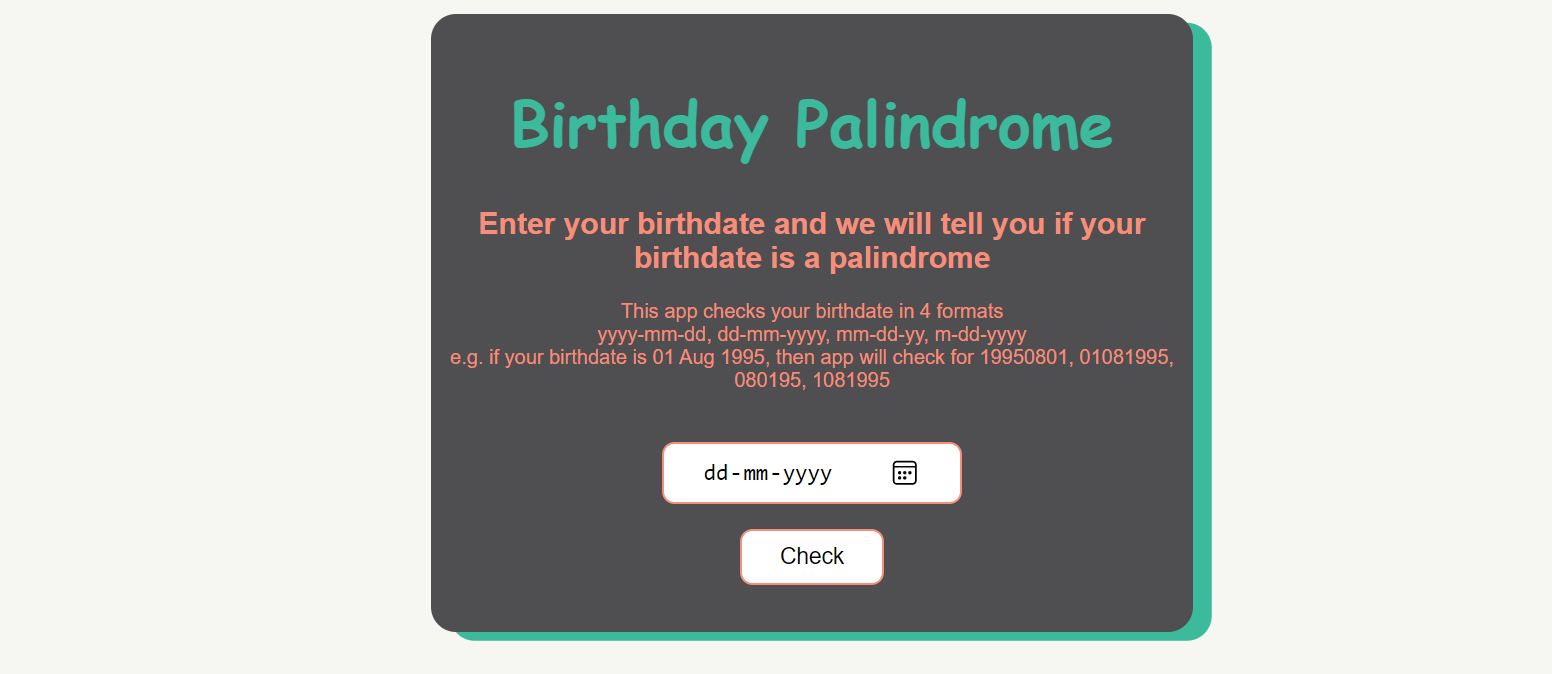 Birthday Palindrome
Enter your birthdate and we will tell you if your
birthdate is a palindrome
This app checks your birthdate in 4 formats
yyyy-mm-dd, dd-mm-yyyy, mm-dd-yy, m-dd-yyyy
e.g. if your birthdate is 01 Aug 1995, then app will check for 19950801, 01081995,
080195, 1081995
dd-mm-yyyy
Check